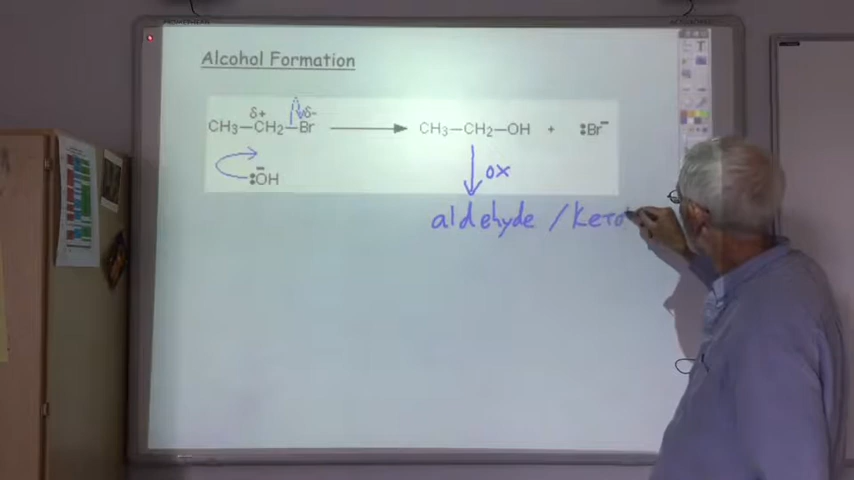 Alcohol Formation
δ+ δ-
CH3—CH2—Br ⟶ CH3—CH2—OH + :Br−
:OH−
ox
aldehyde / Keto